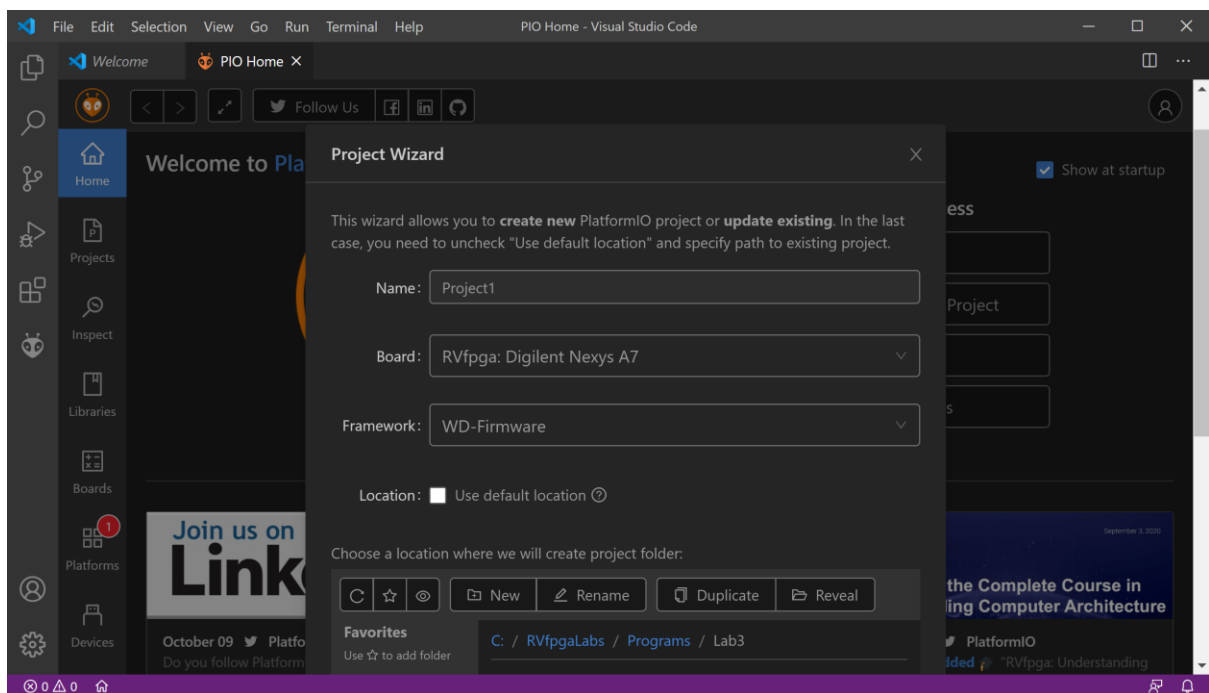 File Edit Selection View Go Run Terminal Help PIO Home - Visual Studio Code
Welcome PIO Home
Follow Us
Home
Welcome to Pla
Show at startup
Project Wizard
This wizard allows you to create new PlatformIO project or update existing. In the last
case, you need to uncheck "Use default location" and specify path to existing project.
ess
Projects
Name: Project1
Project
Inspect
Board: RVfpga: Digilent Nexys A7
Libraries
Framework: WD-Firmware
s
Boards
Location: Use default location
Platforms
1
Choose a location where we will create project folder:
New Rename Duplicate Reveal
Favorites
Use ☆ to add folder
C: / RVfpgaLabs / Programs / Lab3
Devices
Join us on
Link
October 09 Platfo
Do you follow Platform
September 3, 2020
the Complete Course in
ing Computer Architecture
PlatformIO
dded "RVfpga: Understanding
0 0